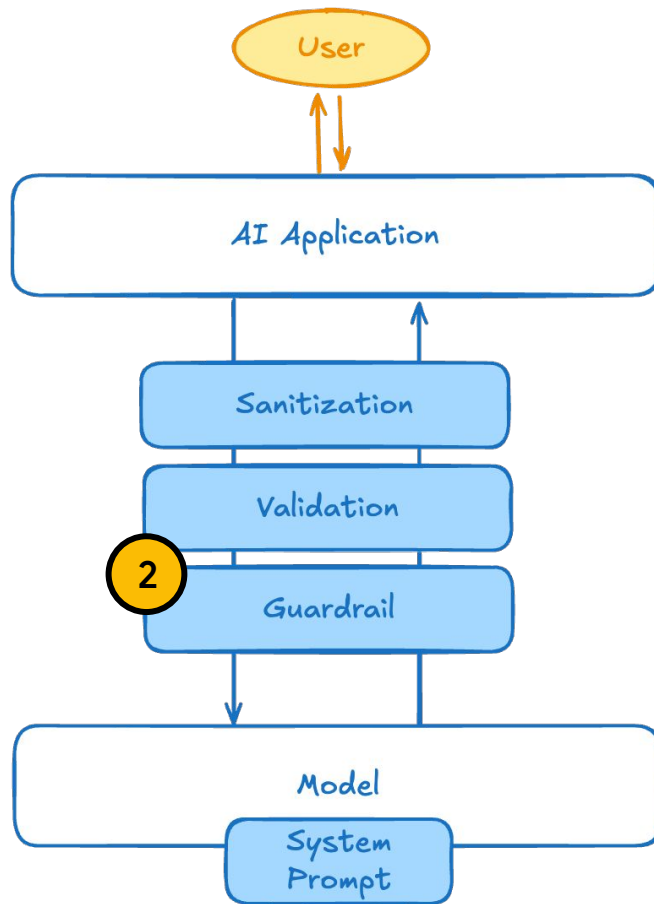 User
AI Application
Sanitization
Validation
2
Guardrail
Model
System
Prompt